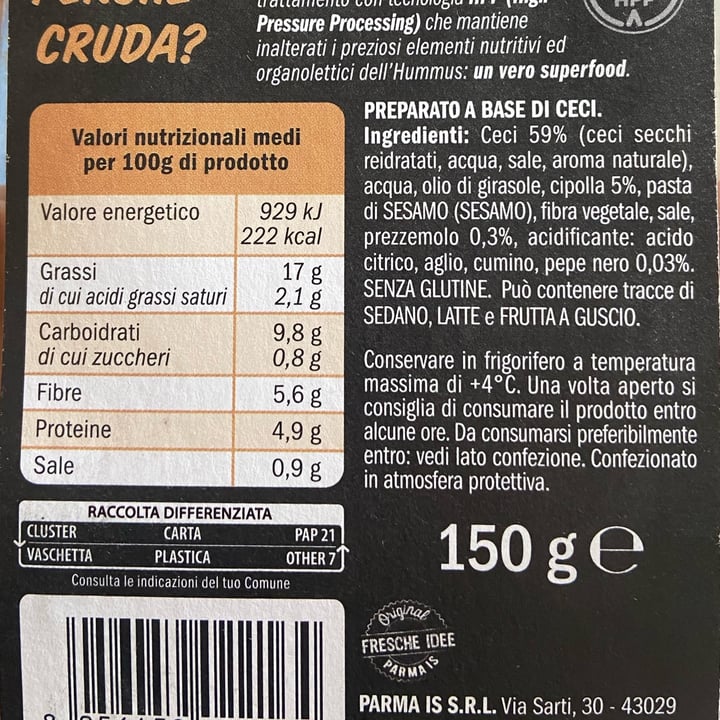 CRUDA?
Pressure Processing) che mantiene
inalterati i preziosi elementi nutritivi ed
organolettici dell'Hummus: un vero superfood.
HPP
Valori nutrizionali medi
per 100g di prodotto
Valore energetico 929 kJ
222 kcal
Grassi 17 g
di cui acidi grassi saturi 2,1 g
Carboidrati 9,8 g
di cui zuccheri 0,8 g
Fibre 5,6 g
Proteine 4,9 g
Sale 0,9 g
PREPARATO A BASE DI CECI.
Ingredienti: Ceci 59% (ceci secchi
reidratati, acqua, sale, aroma naturale),
acqua, olio di girasole, cipolla 5%, pasta
di SESAMO (SESAMO), fibra vegetale, sale,
prezzemolo 0,3%, acidificante: acido
citrico, aglio, cumino, pepe nero 0,03%.
SENZA GLUTINE. Può contenere tracce di
SEDANO, LATTE e FRUTTA A GUSCIO.
Conservare in frigorifero a temperatura
massima di +4°C. Una volta aperto si
consiglia di consumare il prodotto entro
alcune ore. Da consumarsi preferibilmente
entro: vedi lato confezione. Confezionato
in atmosfera protettiva.
RACCOLTA DIFFERENZIATA
CLUSTER CARTA PAP 21
VASCHETTA PLASTICA OTHER 7
Consulta le indicazioni del tuo Comune
150 g e
Original
FRESCHE IDEE
PARMA IS
PARMA IS S.R.L. Via Sarti, 30 - 43029